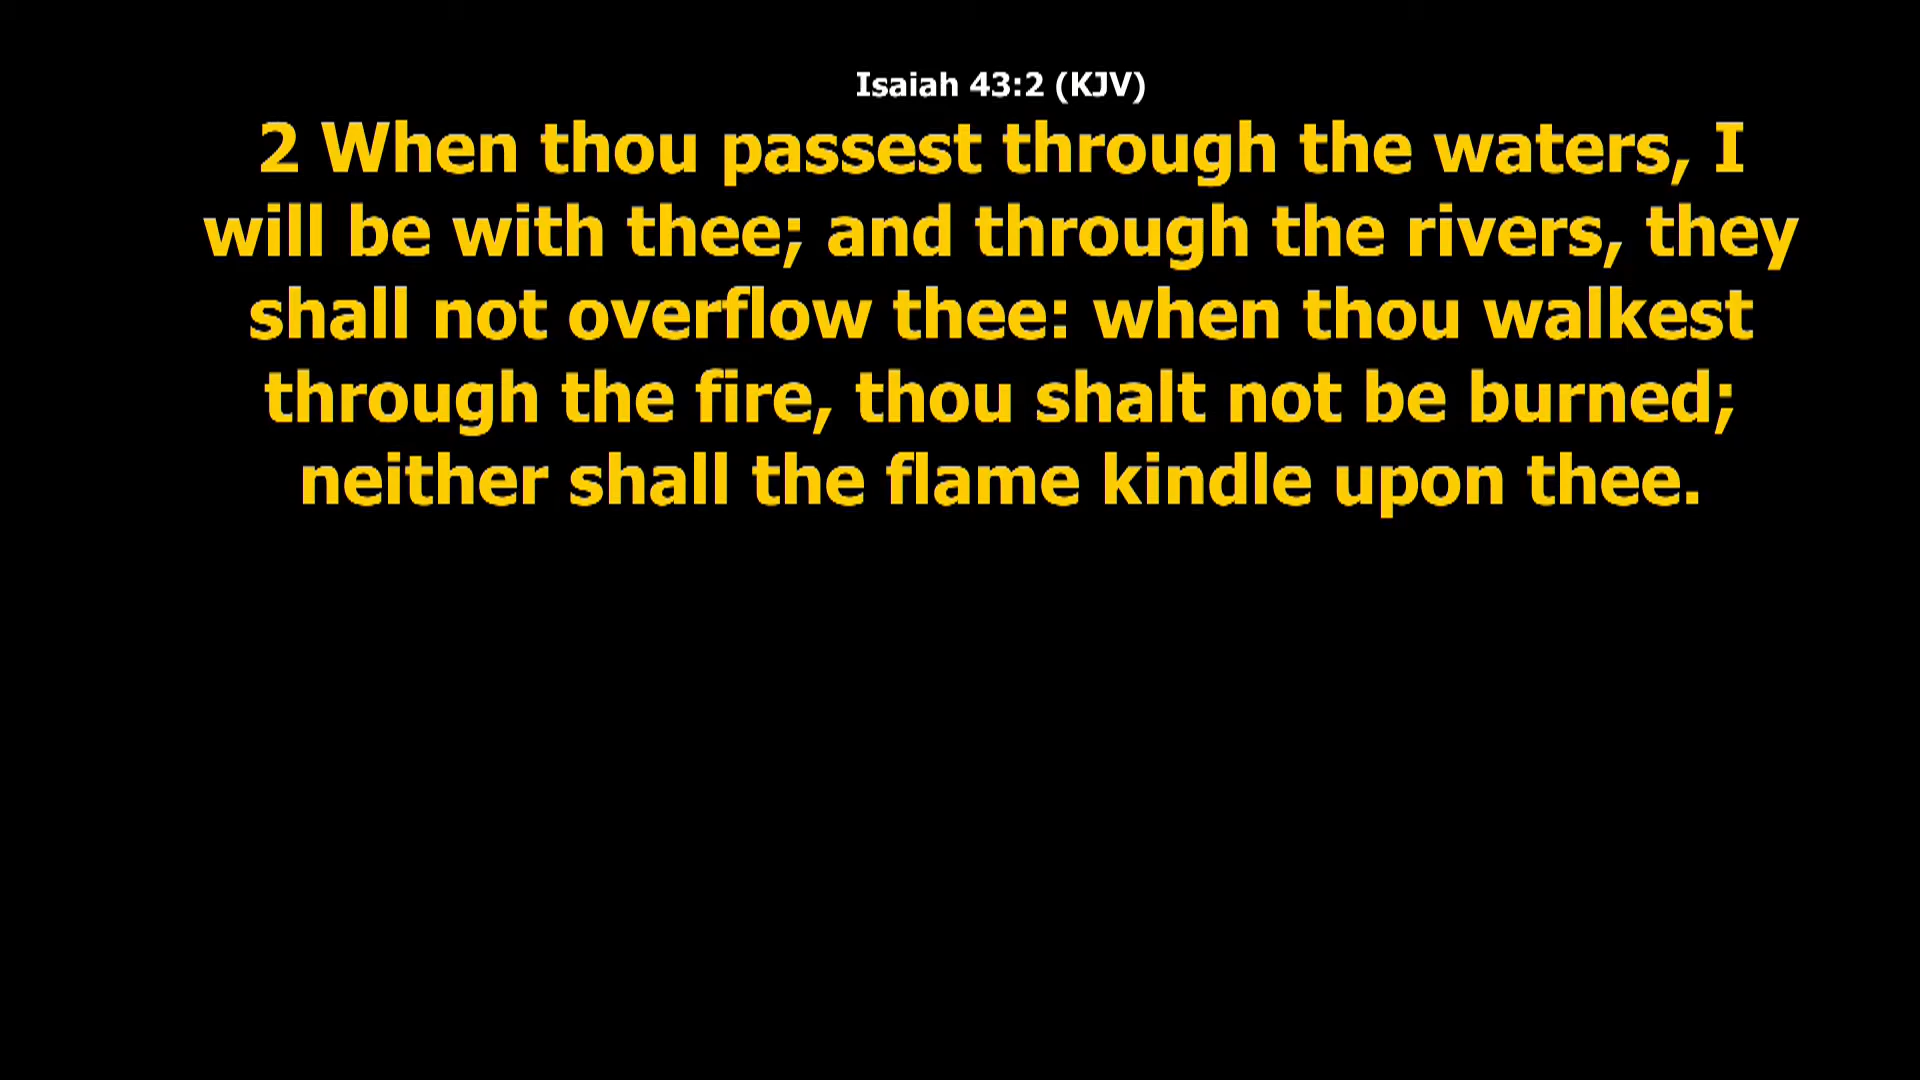 Isaiah 43:2 (KJV)
2 When thou passest through the waters, I
will be with thee; and through the rivers, they
shall not overflow thee: when thou walkest
through the fire, thou shalt not be burned;
neither shall the flame kindle upon thee.